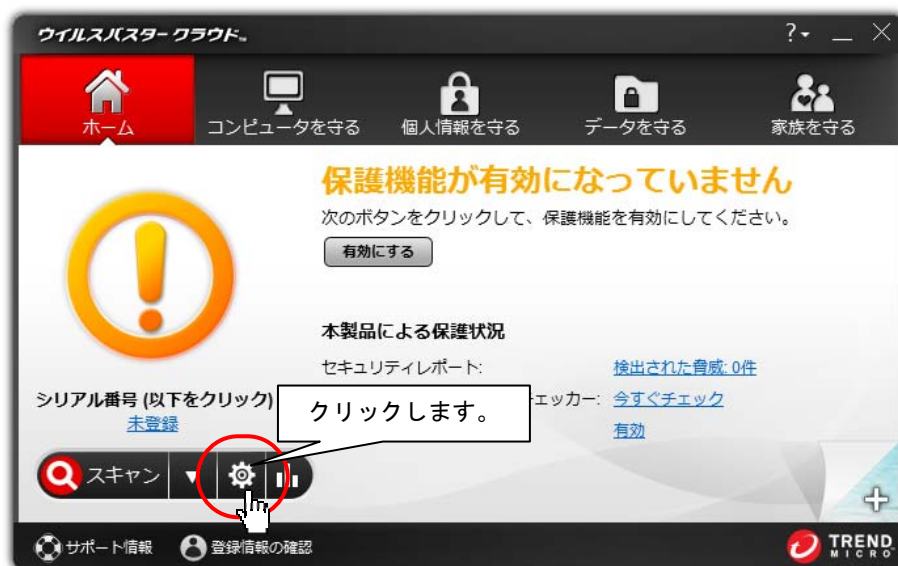 ウイルスバスター クラウド™
?
ホーム
コンピュータを守る
個人情報を守る
データを守る
家族を守る
保護機能が有効になっていません
次のボタンをクリックして、保護機能を有効にしてください。
有効にする
本製品による保護状況
セキュリティレポート:
検出された脅威: 0件
シリアル番号 (以下をクリック)
クリックします。
ェッカー:
今すぐチェック
未登録
有効
スキャン
サポート情報
登録情報の確認
TREND
MICRO